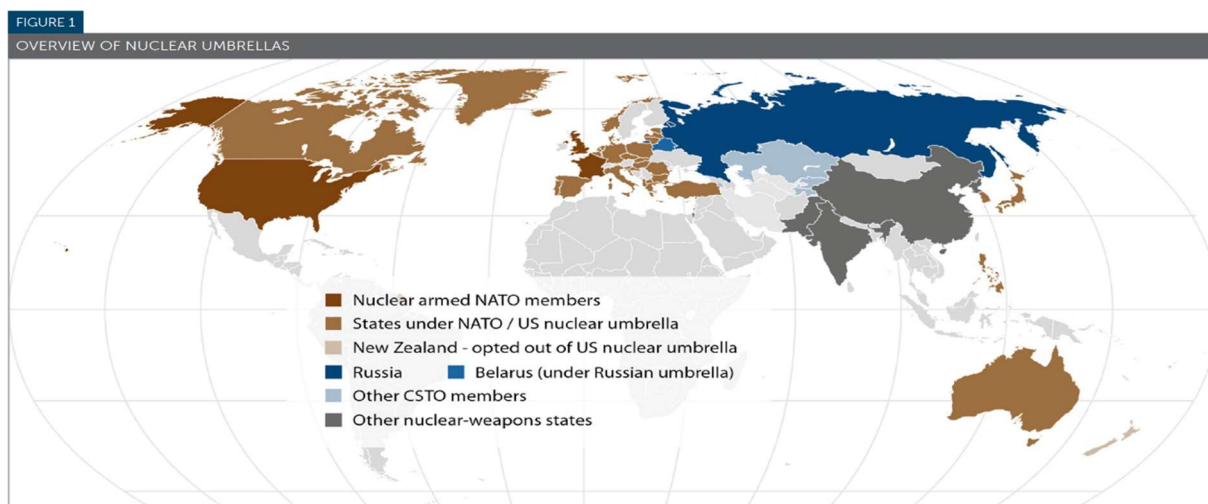 FIGURE 1
OVERVIEW OF NUCLEAR UMBRELLAS
Nuclear armed NATO members
States under NATO / US nuclear umbrella
New Zealand - opted out of US nuclear umbrella
Russia Belarus (under Russian umbrella)
Other CSTO members
Other nuclear-weapons states